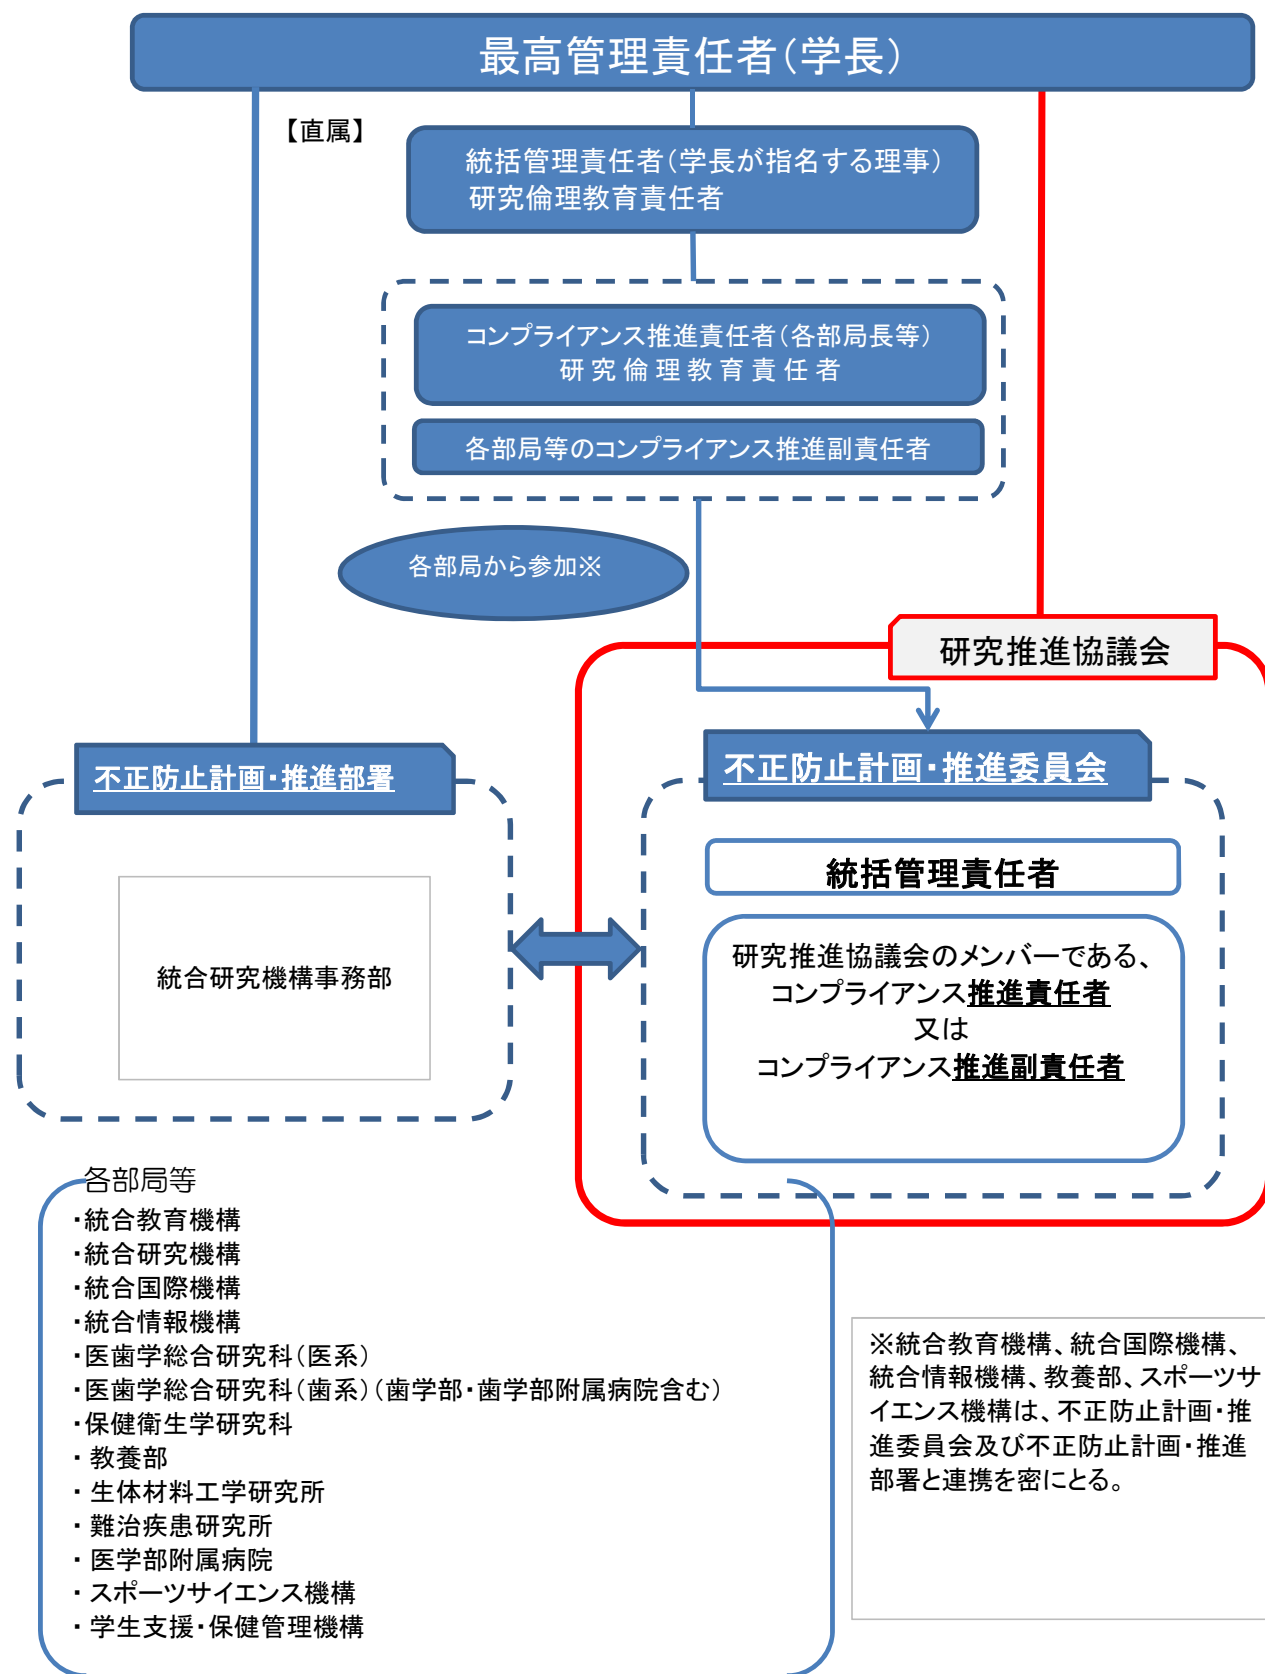 最高管理責任者（学長）
【直属】
統括管理責任者（学長が指名する理事）
研究倫理教育責任者
コンプライアンス推進責任者（各部局長等）
研究倫理教育責任者
各部局等のコンプライアンス推進副責任者
各部局から参加※
研究推進協議会
不正防止計画・推進部署
不正防止計画・推進委員会
統括管理責任者
統合研究機構事務部
研究推進協議会のメンバーである、
コンプライアンス推進責任者
又は
コンプライアンス推進副責任者
各部局等
・統合教育機構
・統合研究機構
・統合国際機構
・統合情報機構
・医歯学総合研究科（医系）
・医歯学総合研究科（歯系）（歯学部・歯学部附属病院含む）
・保健衛生学研究科
・ 教養部
・ 生体材料工学研究所
・ 難治疾患研究所
・ 医学部附属病院
・ スポーツサイエンス機構
・ 学生支援・保健管理機構
※統合教育機構、統合国際機構、
統合情報機構、教養部、スポーツサ
イエンス機構は、不正防止計画・推
進委員会及び不正防止計画・推進
部署と連携を密にとる。